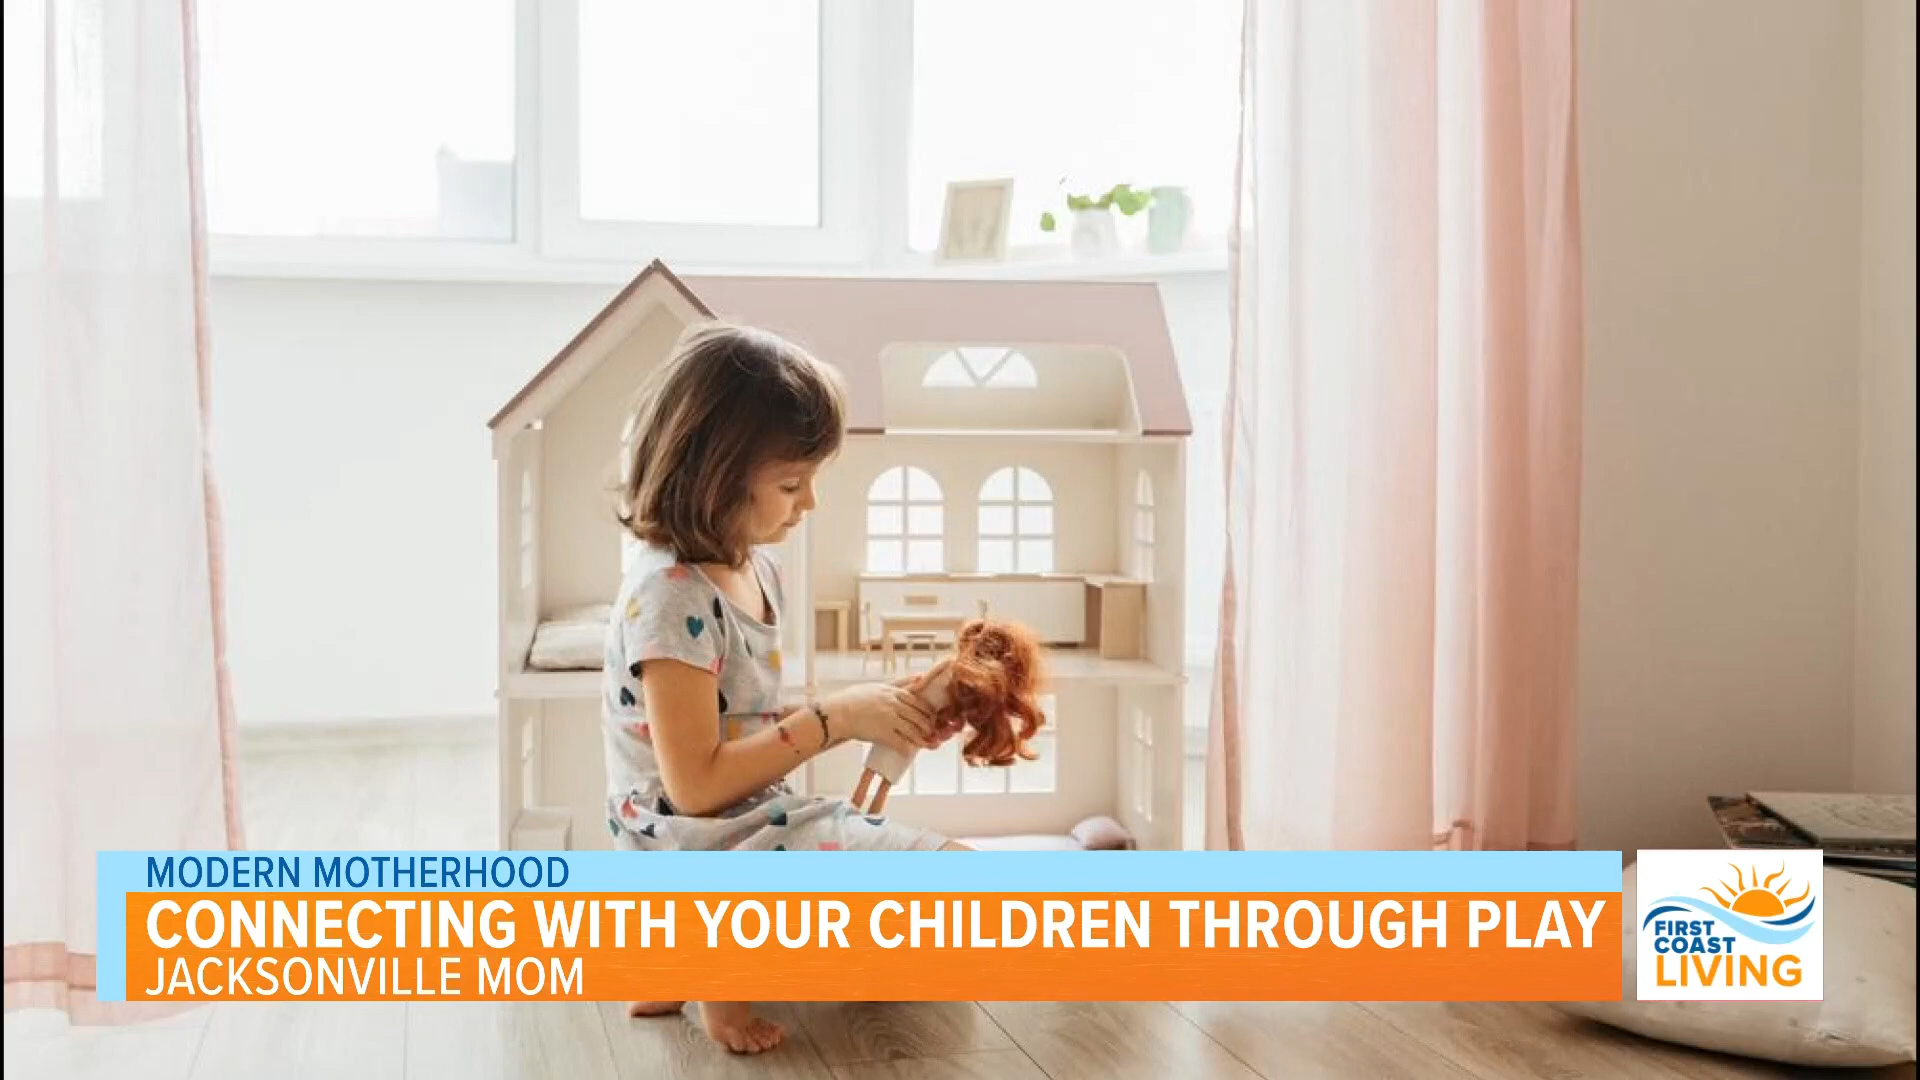 MODERN MOTHERHOOD
CONNECTING WITH YOUR CHILDREN THROUGH PLAY
JACKSONVILLE MOM
FIRST
COAST
LIVING